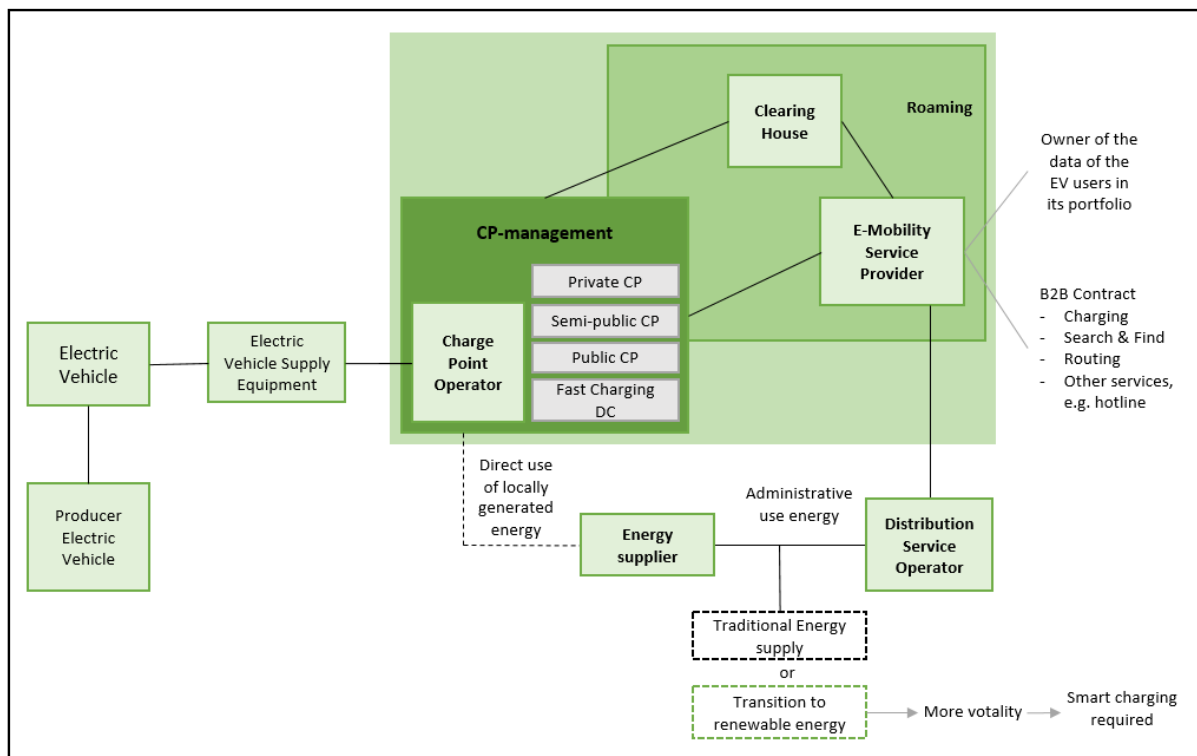 Clearing
House
Roaming
Owner of the
data of the
EV users in
its portfolio
CP-management
E-Mobility
Service
Provider
Private CP
Semi-public CP
Public CP
Fast Charging
DC
Charge
Point
Operator
B2B Contract
- Charging
- Search & Find
- Routing
- Other services,
e.g. hotline
Electric
Vehicle
Electric
Vehicle Supply
Equipment
Producer
Electric
Vehicle
Direct use
of locally
generated
energy
Energy
supplier
Administrative
use energy
Distribution
Service
Operator
Traditional Energy
supply
or
Transition to
renewable energy
More votality
Smart charging
required